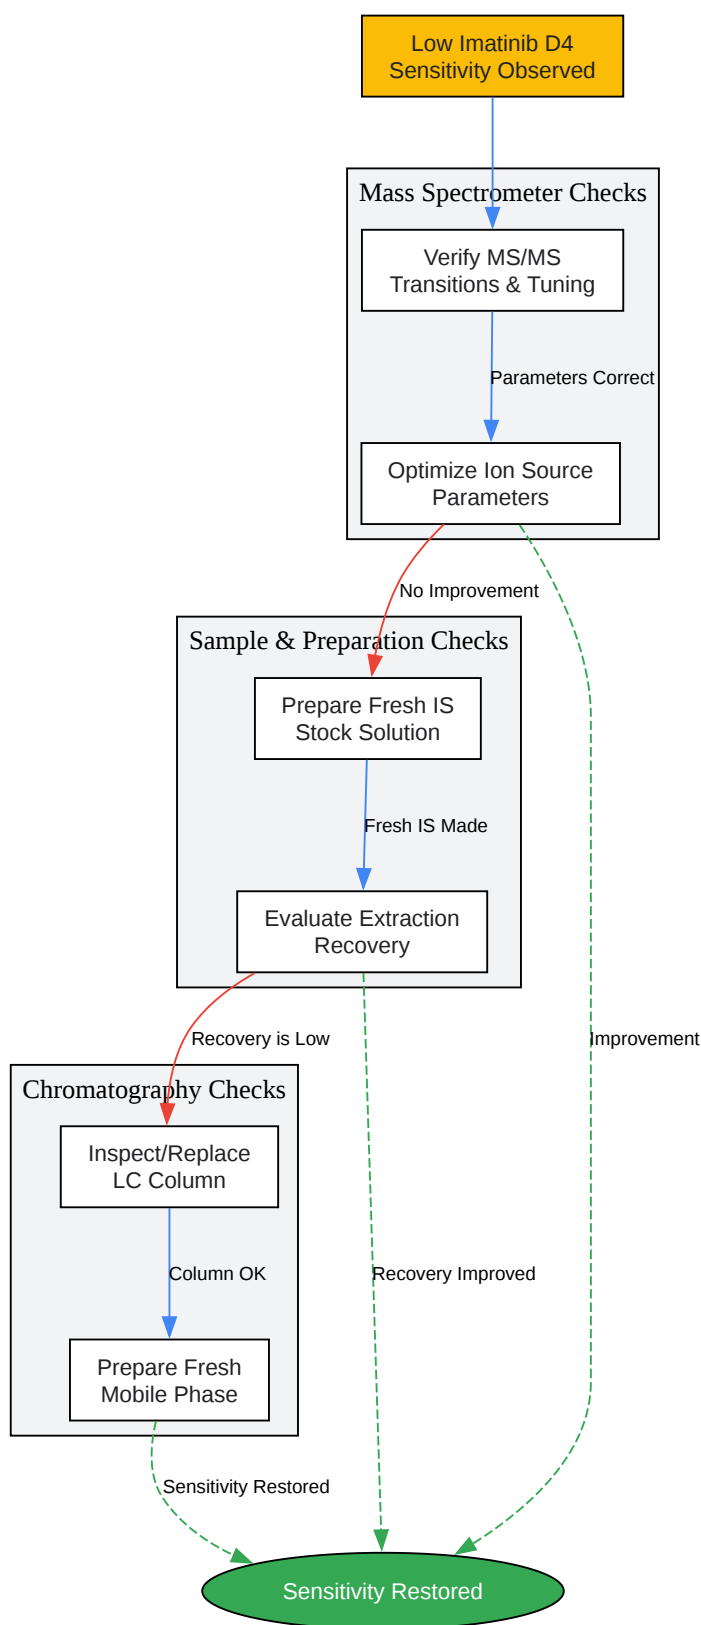 Low Imatinib D4
Sensitivity Observed
Mass Spectrometer Checks
Verify MS/MS
Transitions & Tuning
Parameters Correct
Optimize Ion Source
Parameters
No Improvement
Sample & Preparation Checks
Prepare Fresh IS
Stock Solution
Fresh IS Made
Evaluate Extraction
Recovery
Recovery is Low
Improvement
Chromatography Checks
Inspect/Replace
LC Column
Column OK
Recovery Improved
Prepare Fresh
Mobile Phase
Sensitivity Restored
Sensitivity Restored